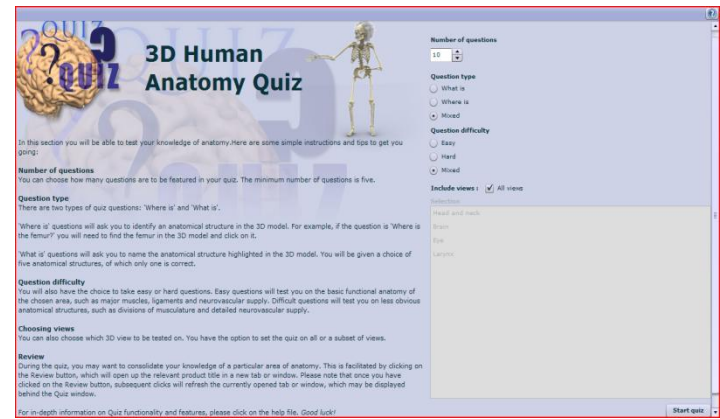 QUIZ
?
QUIZ
3D Human
Anatomy Quiz
In this section you will be able to test your knowledge of anatomy.Here are some simple instructions and tips to get you
going:
Number of questions
You can choose how many questions are to be featured in your quiz. The minimum number of questions is five.
Question type
There are two types of quiz questions: 'Where is' and 'What is'.
'Where is' questions will ask you to identify an anatomical structure in the 3D model. For example, if the question is 'Where is
the femur?' you will need to find the femur in the 3D model and click on it.
'What is' questions will ask you to name the anatomical structure highlighted in the 3D model. You will be given a choice of
five anatomical structures, of which only one is correct.
Question difficulty
You will also have the choice to take easy or hard questions. Easy questions will test you on the basic functional anatomy of
the chosen area, such as major muscles, ligaments and neurovascular supply. Difficult questions will test you on less obvious
anatomical structures, such as divisions of musculature and detailed neurovascular supply.
Choosing views
You can also choose which 3D view to be tested on. You have the option to set the quiz on all or a subset of views.
Review
During the quiz, you may want to consolidate your knowledge of a particular area of anatomy. This is facilitated by clicking on
the Review button, which will open up the relevant product title in a new tab or window. Please note that once you have
clicked on the Review button, subsequent clicks will refresh the currently opened tab or window, which may be displayed
behind the Quiz window.
For in-depth information on Quiz functionality and features, please click on the help file. Good luck!
Number of questions
10
Question type
What is
Where is
Mixed
Question difficulty
Easy
Hard
Mixed
Include views : All views
Selection
Head and neck
Brain
Eye
Larynx
Start quiz